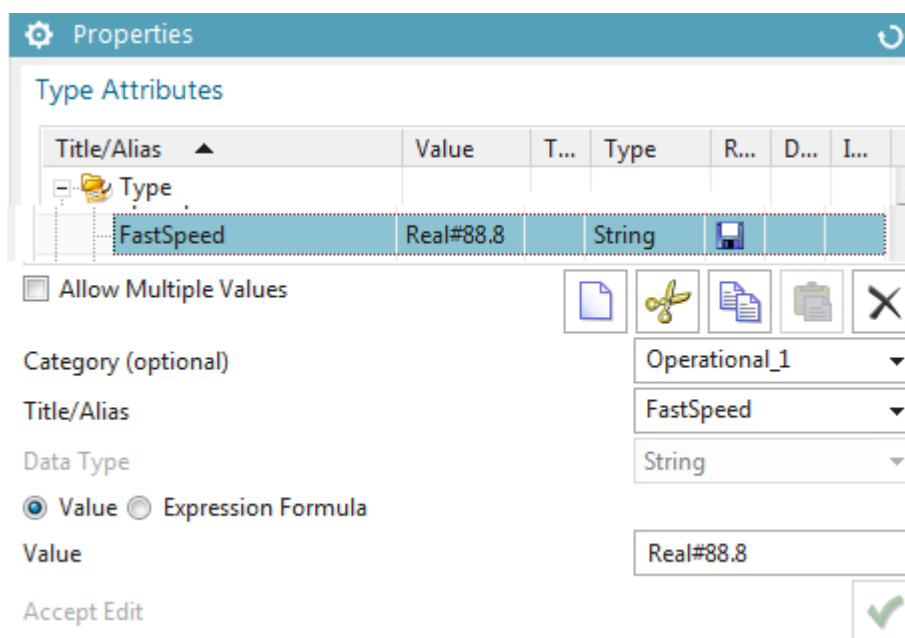 Properties
Type Attributes
Title/Alias Value T... Type R... D... I...
Type
FastSpeed Real#88.8 String
Allow Multiple Values
Category (optional) Operational_1
Title/Alias FastSpeed
Data Type String
Value Expression Formula
Value Real#88.8
Accept Edit